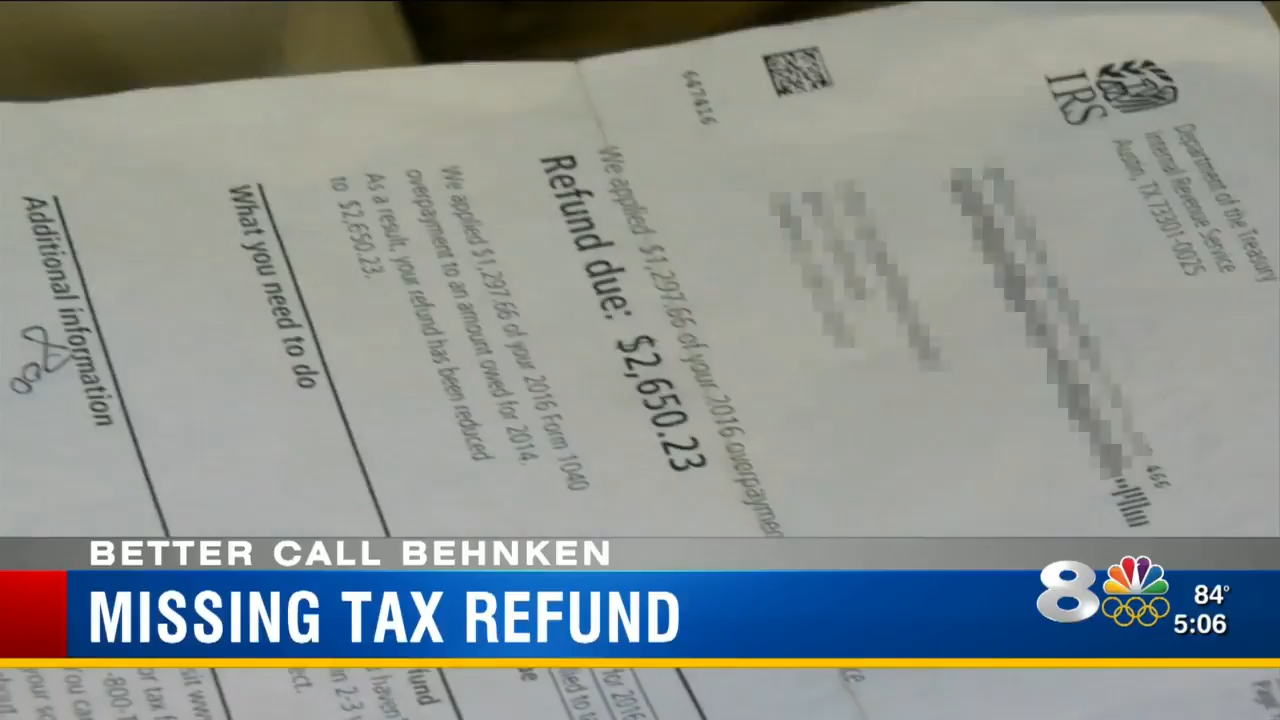 IRS
Department of the Treasury
Internal Revenue Service
Austin, TX 73301-0025
466
647616
We applied $1,297.66 of your 2016 overpayment
Refund due: $2,650.23
We applied $1,297.66 of your 2016 Form 1040
overpayment to an amount owed for 2014.
As a result, your refund has been reduced
to $2,650.23.
What you need to do
Additional information
BETTER CALL BEHNKEN
MISSING TAX REFUND
8
84°
5:06